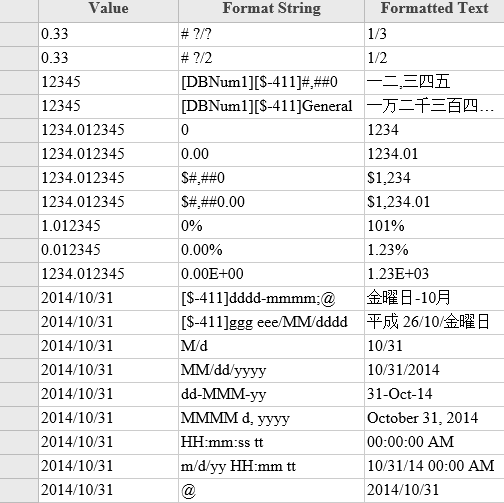 Value Format String Formatted Text
0.33 # ?/? 1/3
0.33 # ?/2 1/2
12345 [DBNum1][$-411]#,##0 一二,三四五
12345 [DBNum1][$-411]General 一万二千三百四...
1234.012345 0 1234
1234.012345 0.00 1234.01
1234.012345 $#,##0 $1,234
1234.012345 $#,##0.00 $1,234.01
1.012345 0% 101%
0.012345 0.00% 1.23%
1234.012345 0.00E+00 1.23E+03
2014/10/31 [$-411]dddd-mmmm;@ 金曜日-10月
2014/10/31 [$-411]ggg eee/MM/dddd 平成 26/10/金曜日
2014/10/31 M/d 10/31
2014/10/31 MM/dd/yyyy 10/31/2014
2014/10/31 dd-MMM-yy 31-Oct-14
2014/10/31 MMMM d, yyyy October 31, 2014
2014/10/31 HH:mm:ss tt 00:00:00 AM
2014/10/31 m/d/yy HH:mm tt 10/31/14 00:00 AM
2014/10/31 @ 2014/10/31